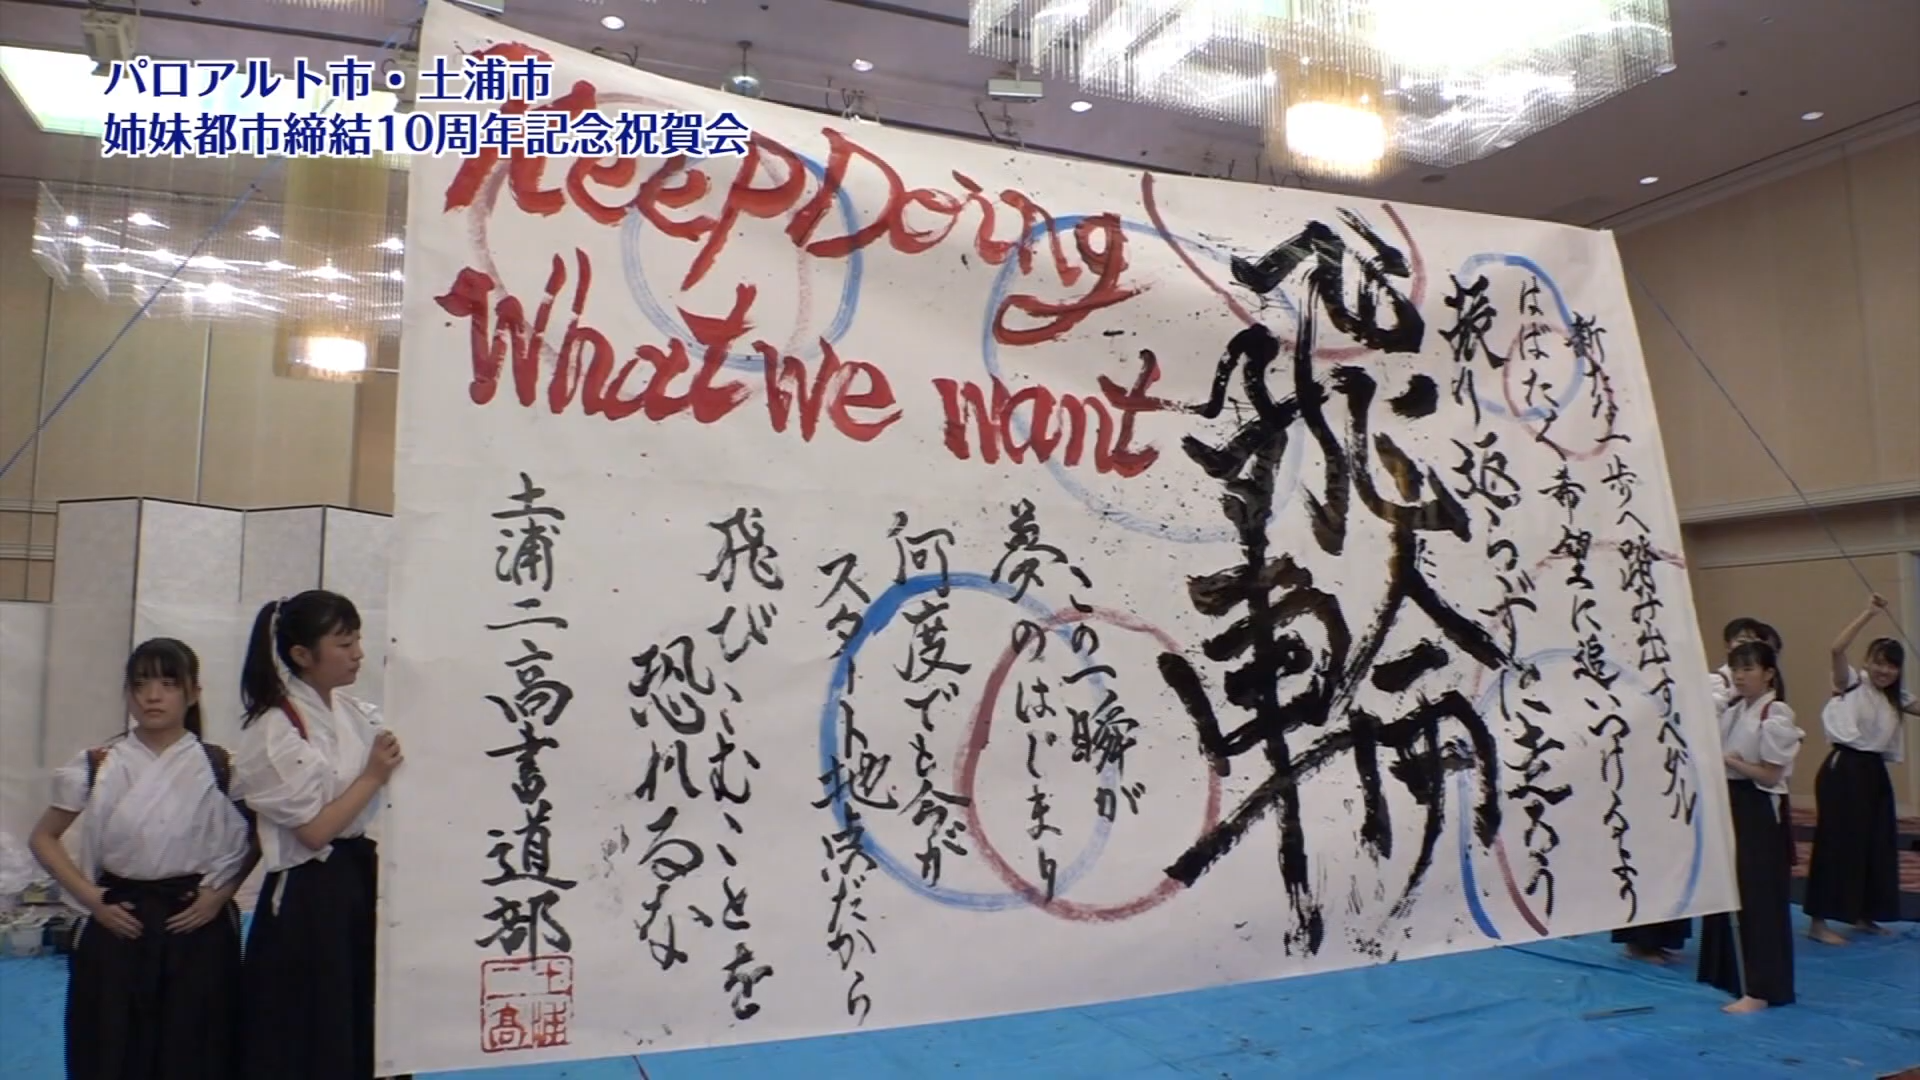 パロアルト市・土浦市
姉妹都市締結10周年記念祝賀会
Keep Doing
What we want
新たな一歩へ踏み出すペダル
はばたく希望に追いつけるよう
振り返らずに走ろう
飛輪
この一瞬が
夢のはじまり
何度でも今が
スタート地点だから
飛びこむことを
恐れるな
土浦二高書道部
土浦
二高